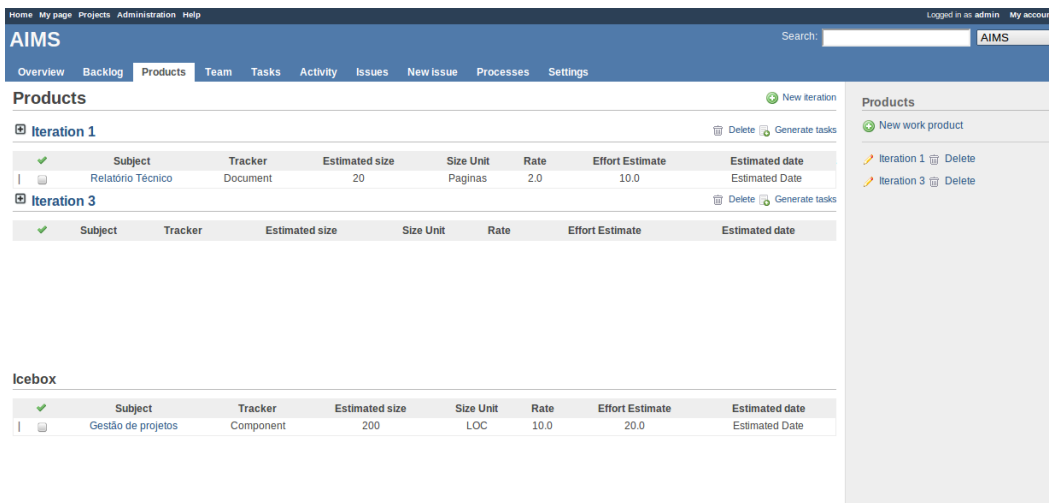 Home My page Projects Administration Help Logged in as admin My accoun
AIMS Search: AIMS
Overview Backlog Products Team Tasks Activity Issues New issue Processes Settings
Products New iteration
Iteration 1 Delete Generate tasks
Subject Tracker Estimated size Size Unit Rate Effort Estimate Estimated date
Relatório Técnico Document 20 Paginas 2.0 10.0 Estimated Date
Iteration 3 Delete Generate tasks
Subject Tracker Estimated size Size Unit Rate Effort Estimate Estimated date
Icebox
Subject Tracker Estimated size Size Unit Rate Effort Estimate Estimated date
Gestão de projetos Component 200 LOC 10.0 20.0 Estimated Date
Products
New work product
Iteration 1 Delete
Iteration 3 Delete